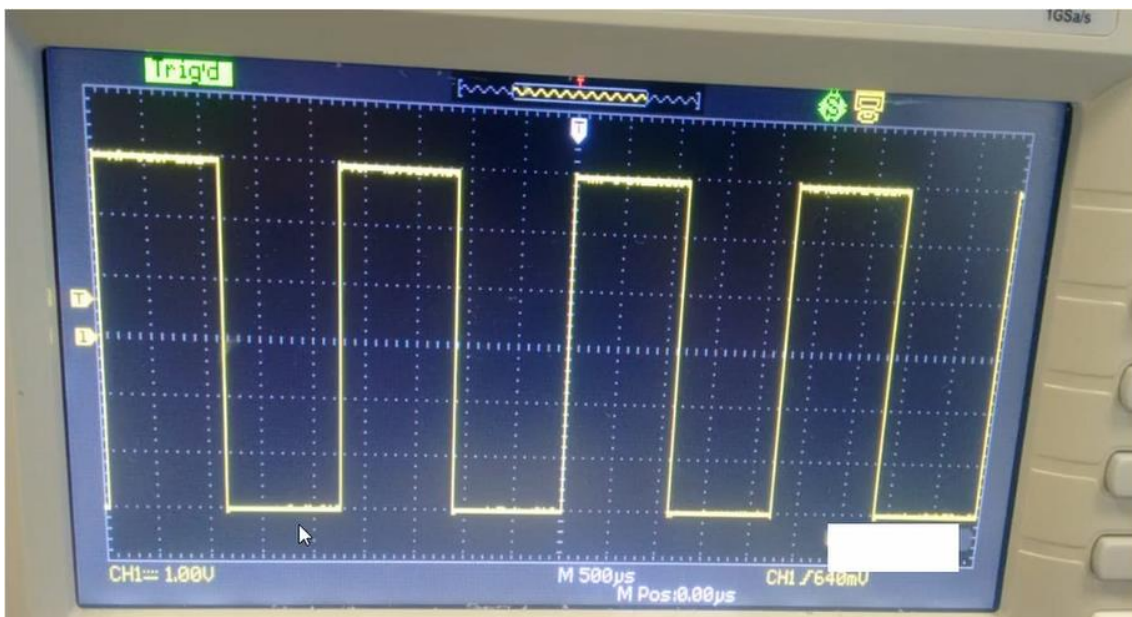 1GSa/s
Trig'd
T
S
T
T
1
CH1 1.00V
M 500µs
CH1 640mV
M Pos:0.00µs